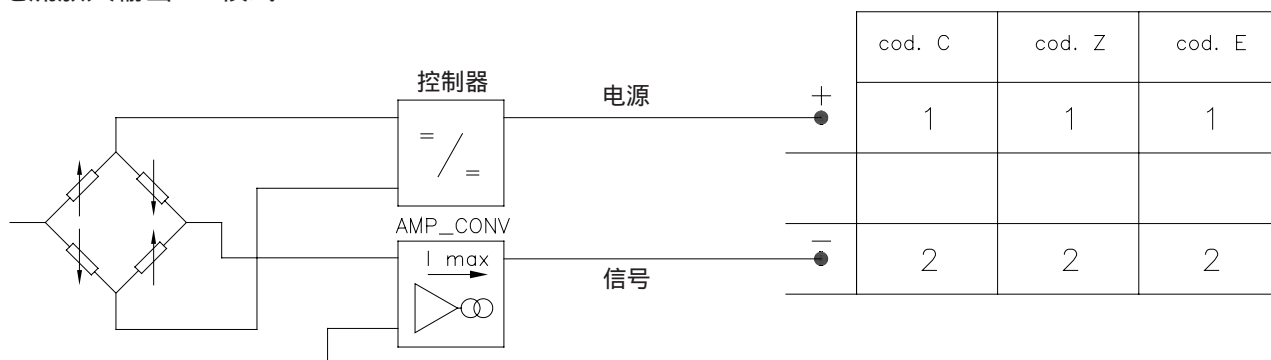 cod. C cod. Z cod. E
控制器
电源
+
1 1 1
=
/
=
AMP_CONV
I max
信号
−
2 2 2